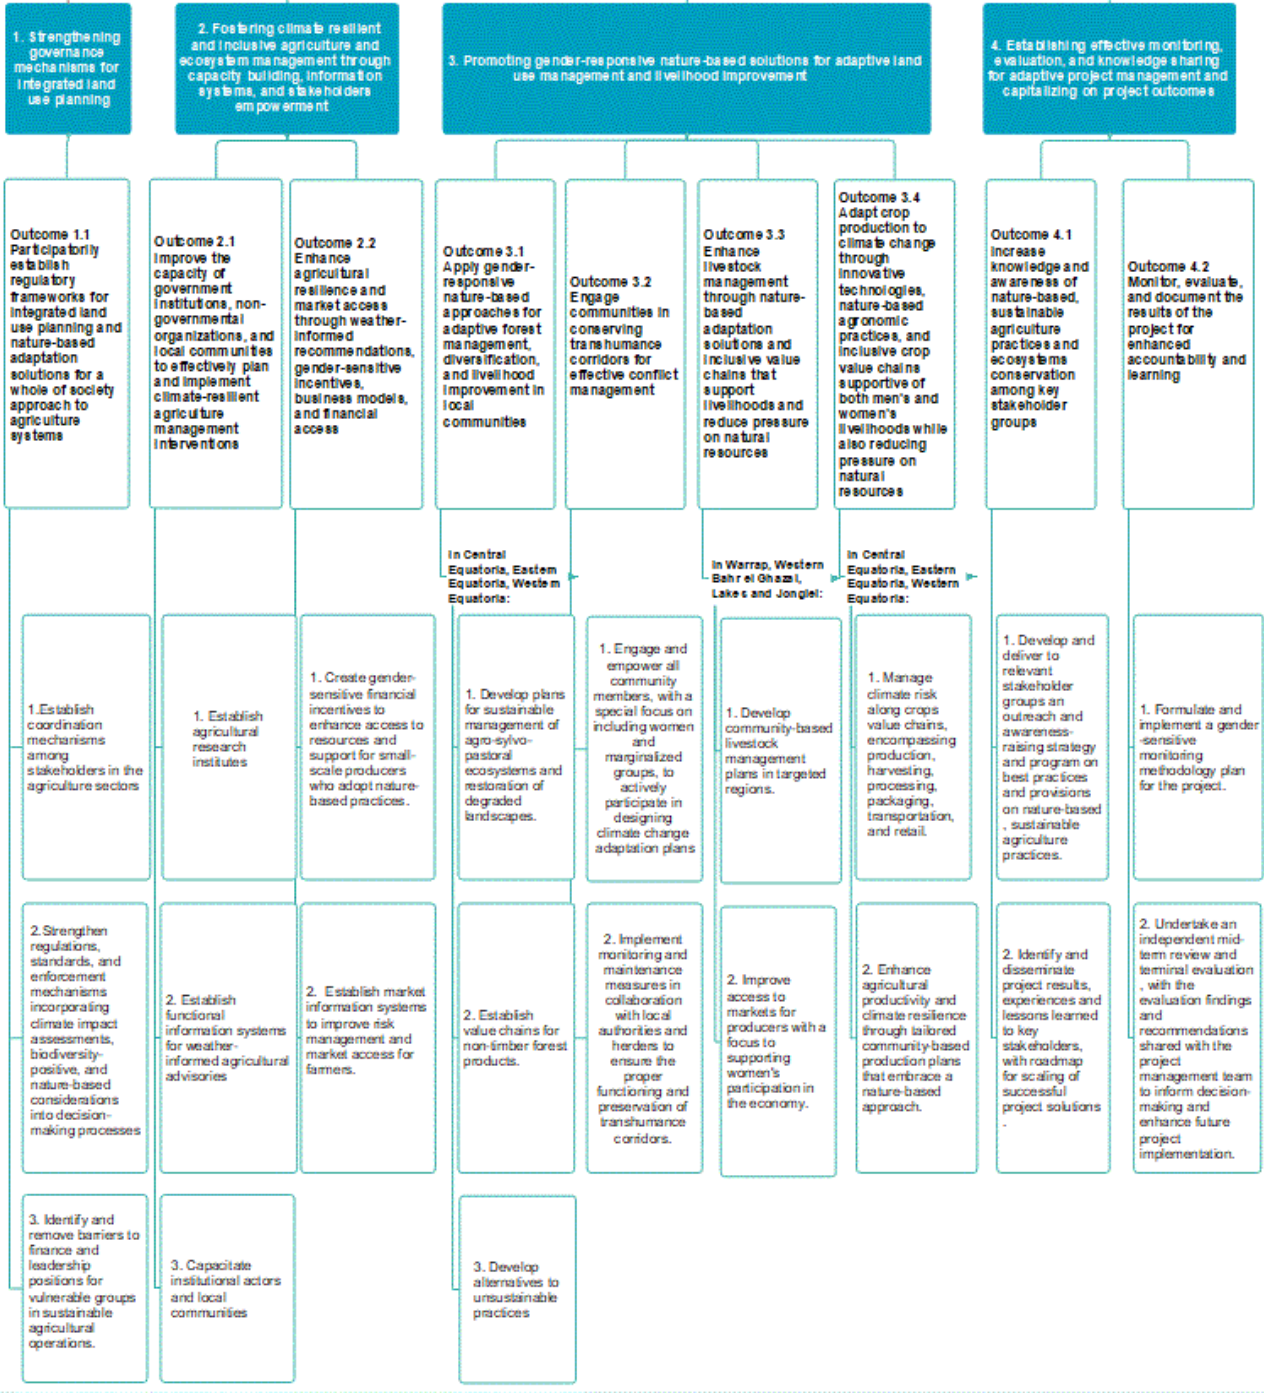 1. Strengthening
governance
mechanisms for
integrated land
use planning
2. Fostering climate resilient
and inclusive agriculture and
ecosystem management through
capacity building, information
systems, and stakeholders
empowerment
3. Promoting gender-responsive nature-based solutions for adaptive land
use management and livelihood improvement
4. Establishing effective monitoring,
evaluation, and knowledge sharing
for adaptive project management and
capitalizing on project outcomes
Outcome 1.1
Participatorily
establish
regulatory
frameworks for
integrated land
use planning and
nature-based
adaptation
solutions for a
whole of society
approach to
agriculture
systems
Outcome 2.1
Improve the
capacity of
government
institutions, non-
governmental
organizations, and
local communities
to effectively plan
and implement
climate-resilient
agriculture
management
interventions
Outcome 2.2
Enhance
agricultural
resilience and
market access
through weather-
informed
recommendations,
gender-sensitive
incentives,
business models,
and financial
access
Outcome 3.1
Apply gender-
responsive
nature-based
approaches for
adaptive forest
management,
diversification,
and livelihood
improvement in
local
communities
Outcome 3.2
Engage
communities in
conserving
transhumance
corridors for
effective conflict
management
Outcome 3.3
Enhance
livestock
management
through nature-
based
adaptation
solutions and
inclusive value
chains that
support
livelihoods and
reduce pressure
on natural
resources
Outcome 3.4
Adapt crop
production to
climate change
through
innovative
technologies,
nature-based
agronomic
practices, and
inclusive crop
value chains
supportive of
both men's and
women's
livelihoods while
also reducing
pressure on
natural
resources
Outcome 4.1
Increase
knowledge and
awareness of
nature-based,
sustainable
agriculture
practices and
ecosystems
conservation
among key
stakeholder
groups
Outcome 4.2
Monitor, evaluate,
and document the
results of the
project for
enhanced
accountability and
learning
In Central
Equatoria, Eastern
Equatoria, Western
Equatoria:
In Warrap, Western
Bahr el Ghazal,
Lakes and Jonglei:
In Central
Equatoria, Eastern
Equatoria, Western
Equatoria:
1.Establish
coordination
mechanisms
among
stakeholders in the
agriculture sectors
1. Establish
agricultural
research
institutes
1. Create gender-
sensitive financial
incentives to
enhance access to
resources and
support for small-
scale producers
who adopt nature-
based practices.
1. Develop plans
for sustainable
management of
agro-sylvo-
pastoral
ecosystems and
restoration of
degraded
landscapes.
1. Engage and
empower all
community
members, with a
special focus on
including women
and
marginalized
groups, to
actively
participate in
designing
climate change
adaptation plans
1. Develop
community-based
livestock
management
plans in targeted
regions.
1. Manage
climate risk
along crops
value chains,
encompassing
production,
harvesting,
processing,
packaging,
transportation,
and retail.
1. Develop and
deliver to
relevant
stakeholder
groups an
outreach and
awareness-
raising strategy
and program on
best practices
and provisions
on nature-based
, sustainable
agriculture
practices.
1. Formulate and
implement a gender
-sensitive
monitoring
methodology plan
for the project.
2.Strengthen
regulations,
standards, and
enforcement
mechanisms
incorporating
climate impact
assessments,
biodiversity-
positive, and
nature-based
considerations
into decision-
making processes
2. Establish
functional
information systems
for weather-
informed agricultural
advisories
2. Establish market
information systems
to improve risk
management and
market access for
farmers.
2. Establish
value chains for
non-timber forest
products.
2. Implement
monitoring and
maintenance
measures in
collaboration
with local
authorities and
herders to
ensure the
proper
functioning and
preservation of
transhumance
corridors.
2. Improve
access to
markets for
producers with a
focus to
supporting
women's
participation in
the economy.
2. Enhance
agricultural
productivity and
climate resilience
through tailored
community-based
production plans
that embrace a
nature-based
approach.
2. Identify and
disseminate
project results,
experiences and
lessons learned
to key
stakeholders,
with roadmap
for scaling of
successful
project solutions
.
2. Undertake an
independent mid-
term review and
terminal evaluation
, with the
evaluation findings
and
recommendations
shared with the
project
management team
to inform decision-
making and
enhance future
project
implementation.
3. Identify and
remove barriers to
finance and
leadership
positions for
vulnerable groups
in sustainable
agricultural
operations.
3. Capacitate
institutional actors
and local
communities
3. Develop
alternatives to
unsustainable
practices